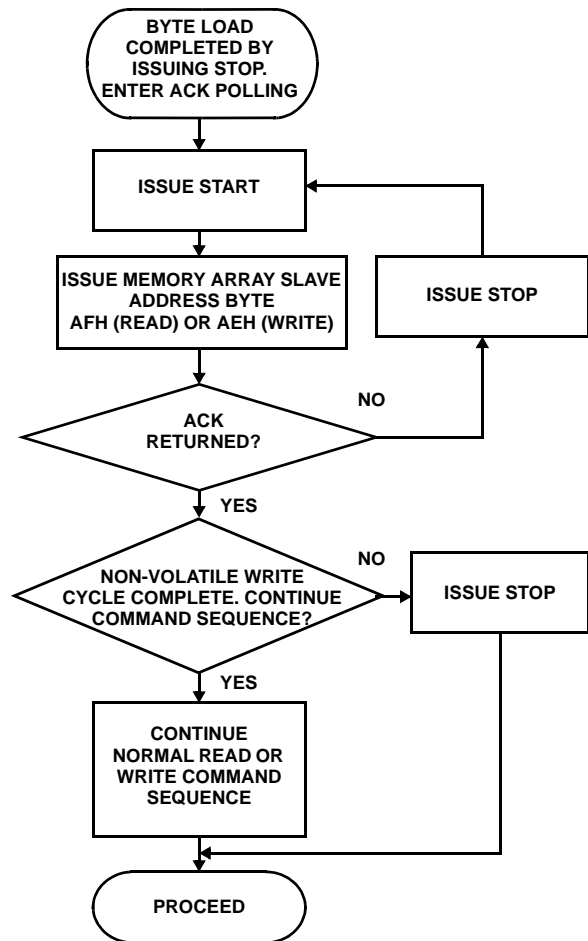 BYTE LOAD
COMPLETED BY
ISSUING STOP.
ENTER ACK POLLING
ISSUE START
ISSUE MEMORY ARRAY SLAVE
ADDRESS BYTE
AFH (READ) OR AEH (WRITE)
ISSUE STOP
NO
ACK
RETURNED?
YES
NO
NON-VOLATILE WRITE
CYCLE COMPLETE. CONTINUE
COMMAND SEQUENCE?
ISSUE STOP
YES
CONTINUE
NORMAL READ OR
WRITE COMMAND
SEQUENCE
PROCEED